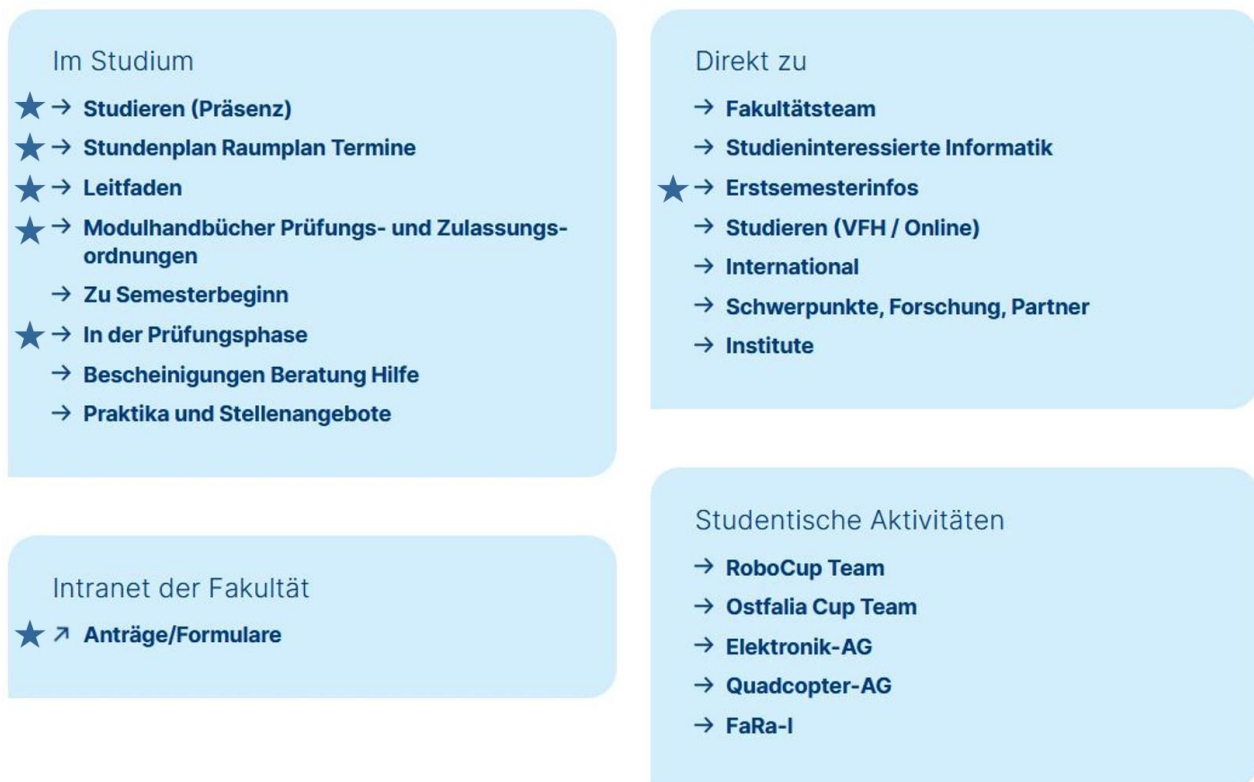 Im Studium
Studieren (Präsenz)
Stundenplan Raumplan Termine
Leitfaden
Modulhandbücher Prüfungs- und Zulassungs-
ordnungen
Zu Semesterbeginn
In der Prüfungsphase
Bescheinigungen Beratung Hilfe
Praktika und Stellenangebote
Intranet der Fakultät
Anträge/Formulare
Direkt zu
Fakultätsteam
Studieninteressierte Informatik
Erstsemesterinfos
Studieren (VFH / Online)
International
Schwerpunkte, Forschung, Partner
Institute
Studentische Aktivitäten
RoboCup Team
Ostfalia Cup Team
Elektronik-AG
Quadcopter-AG
FaRa-I